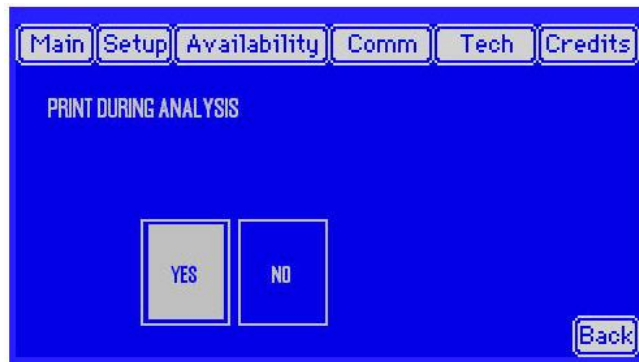 Main Setup Availability Comm Tech Credits
PRINT DURING ANALYSIS
YES NO
Back